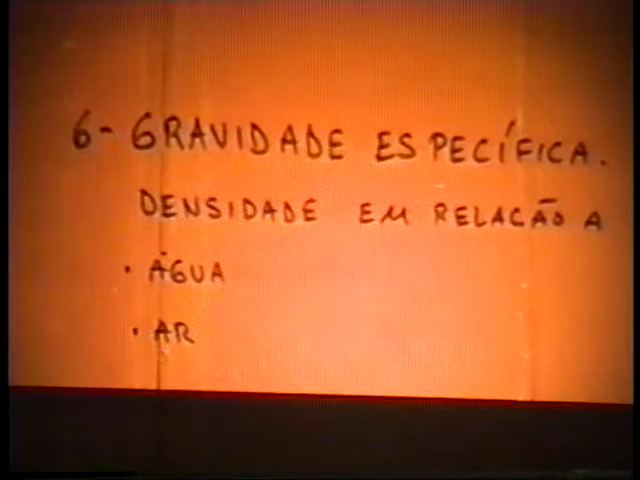 6- GRAVIDADE ESPECÍFICA.
DENSIDADE EM RELACÃO A
• ÁGUA
• AR